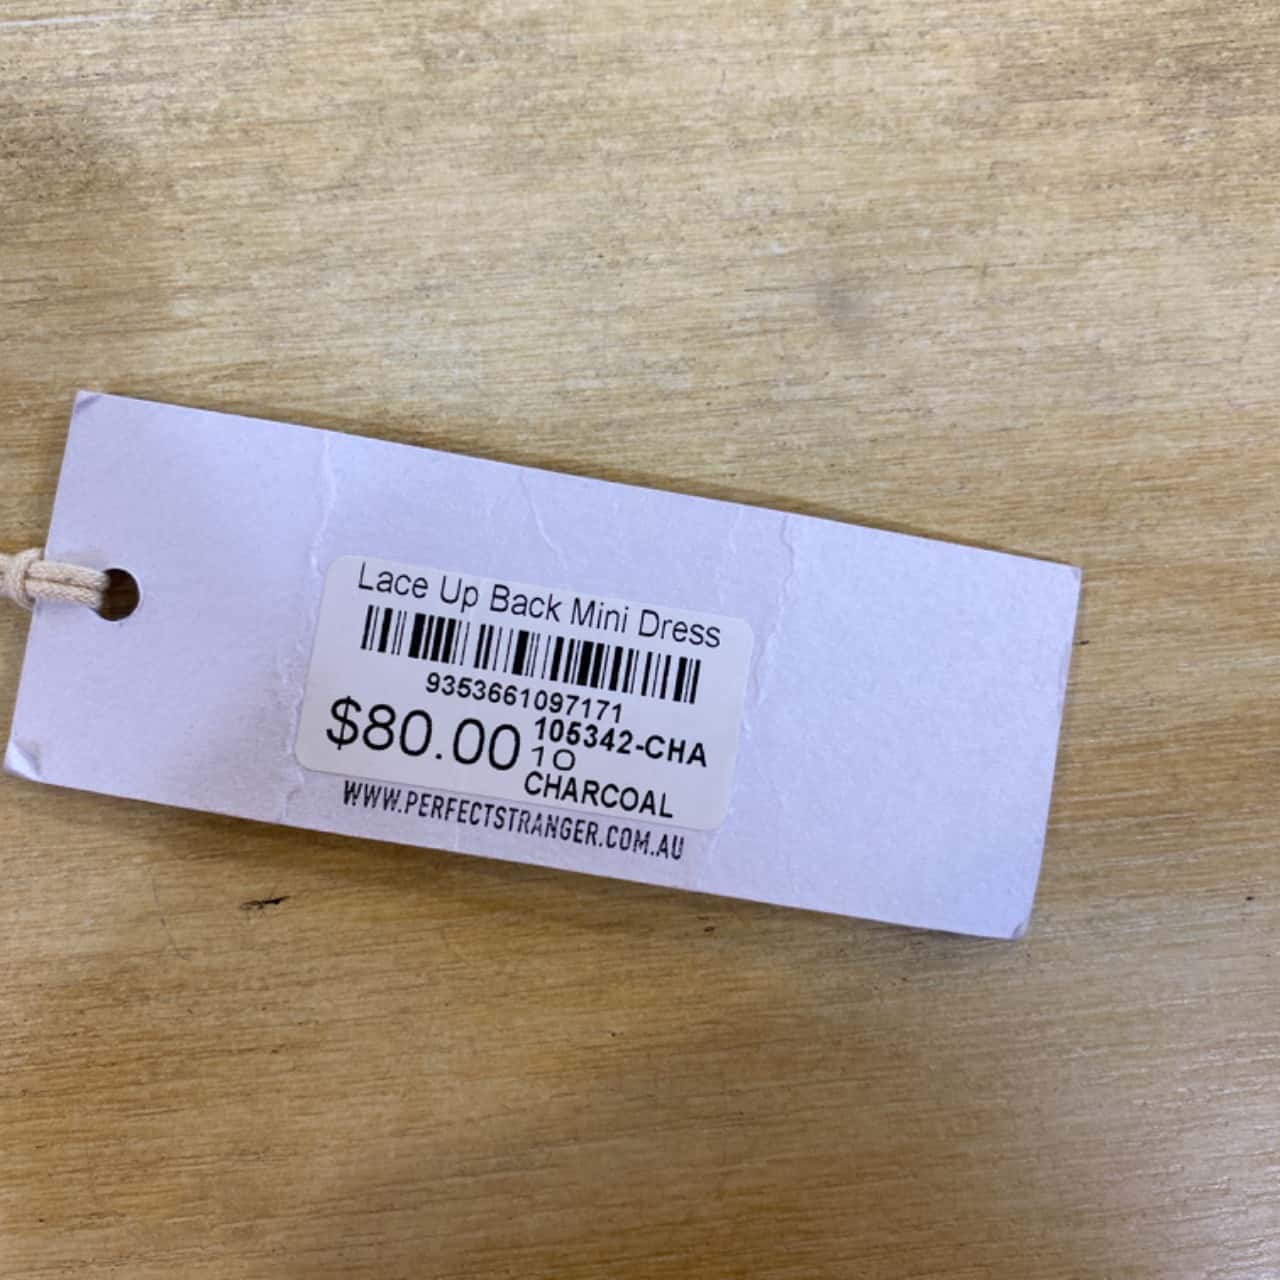 Lace Up Back Mini Dress
9353661097171
$80.00 105342-CHA
10
CHARCOAL
WWW.PERFECTSTRANGER.COM.AU